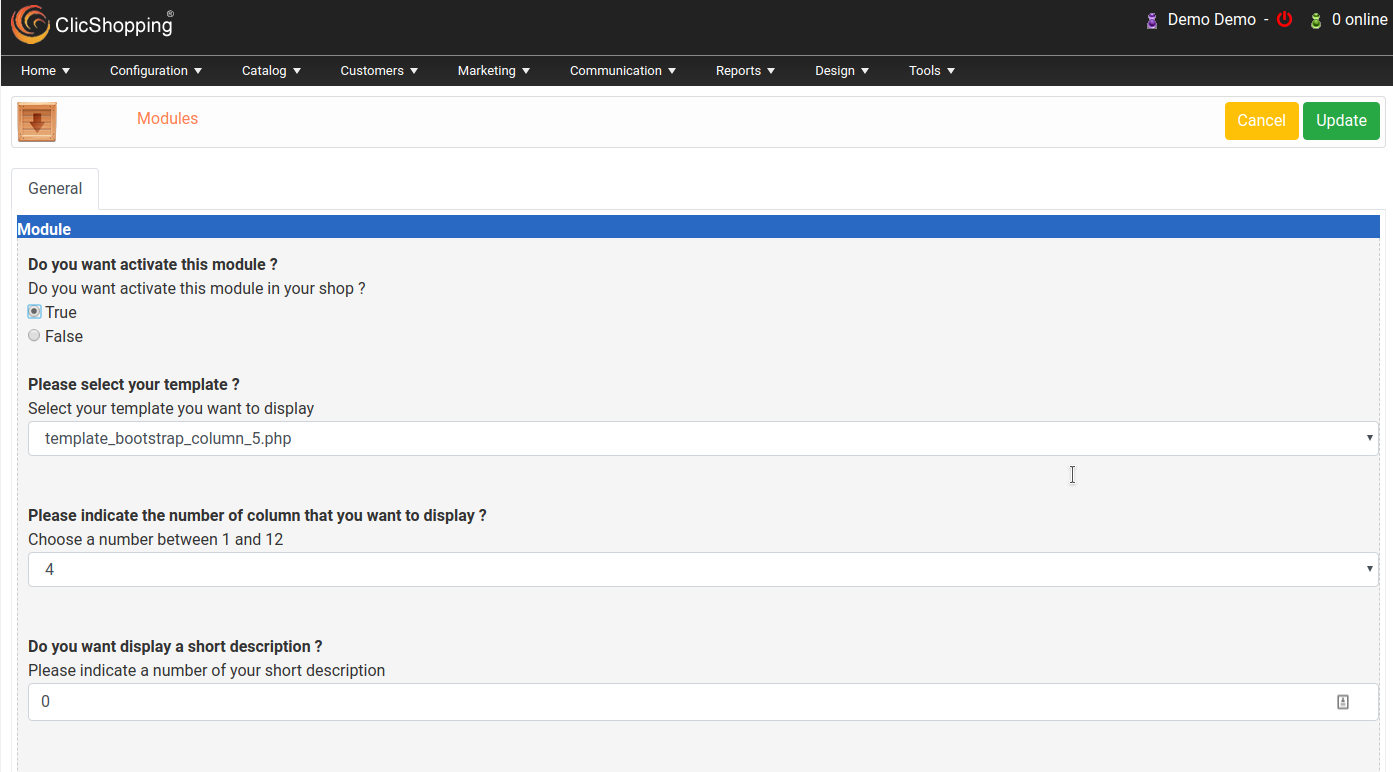 ClicShopping®
Demo Demo - 0 online
Home Configuration Catalog Customers Marketing Communication Reports Design Tools
Modules
Cancel Update
General
Module
Do you want activate this module ?
Do you want activate this module in your shop ?
True
False
Please select your template ?
Select your template you want to display
template_bootstrap_column_5.php
Please indicate the number of column that you want to display ?
Choose a number between 1 and 12
4
Do you want display a short description ?
Please indicate a number of your short description
0